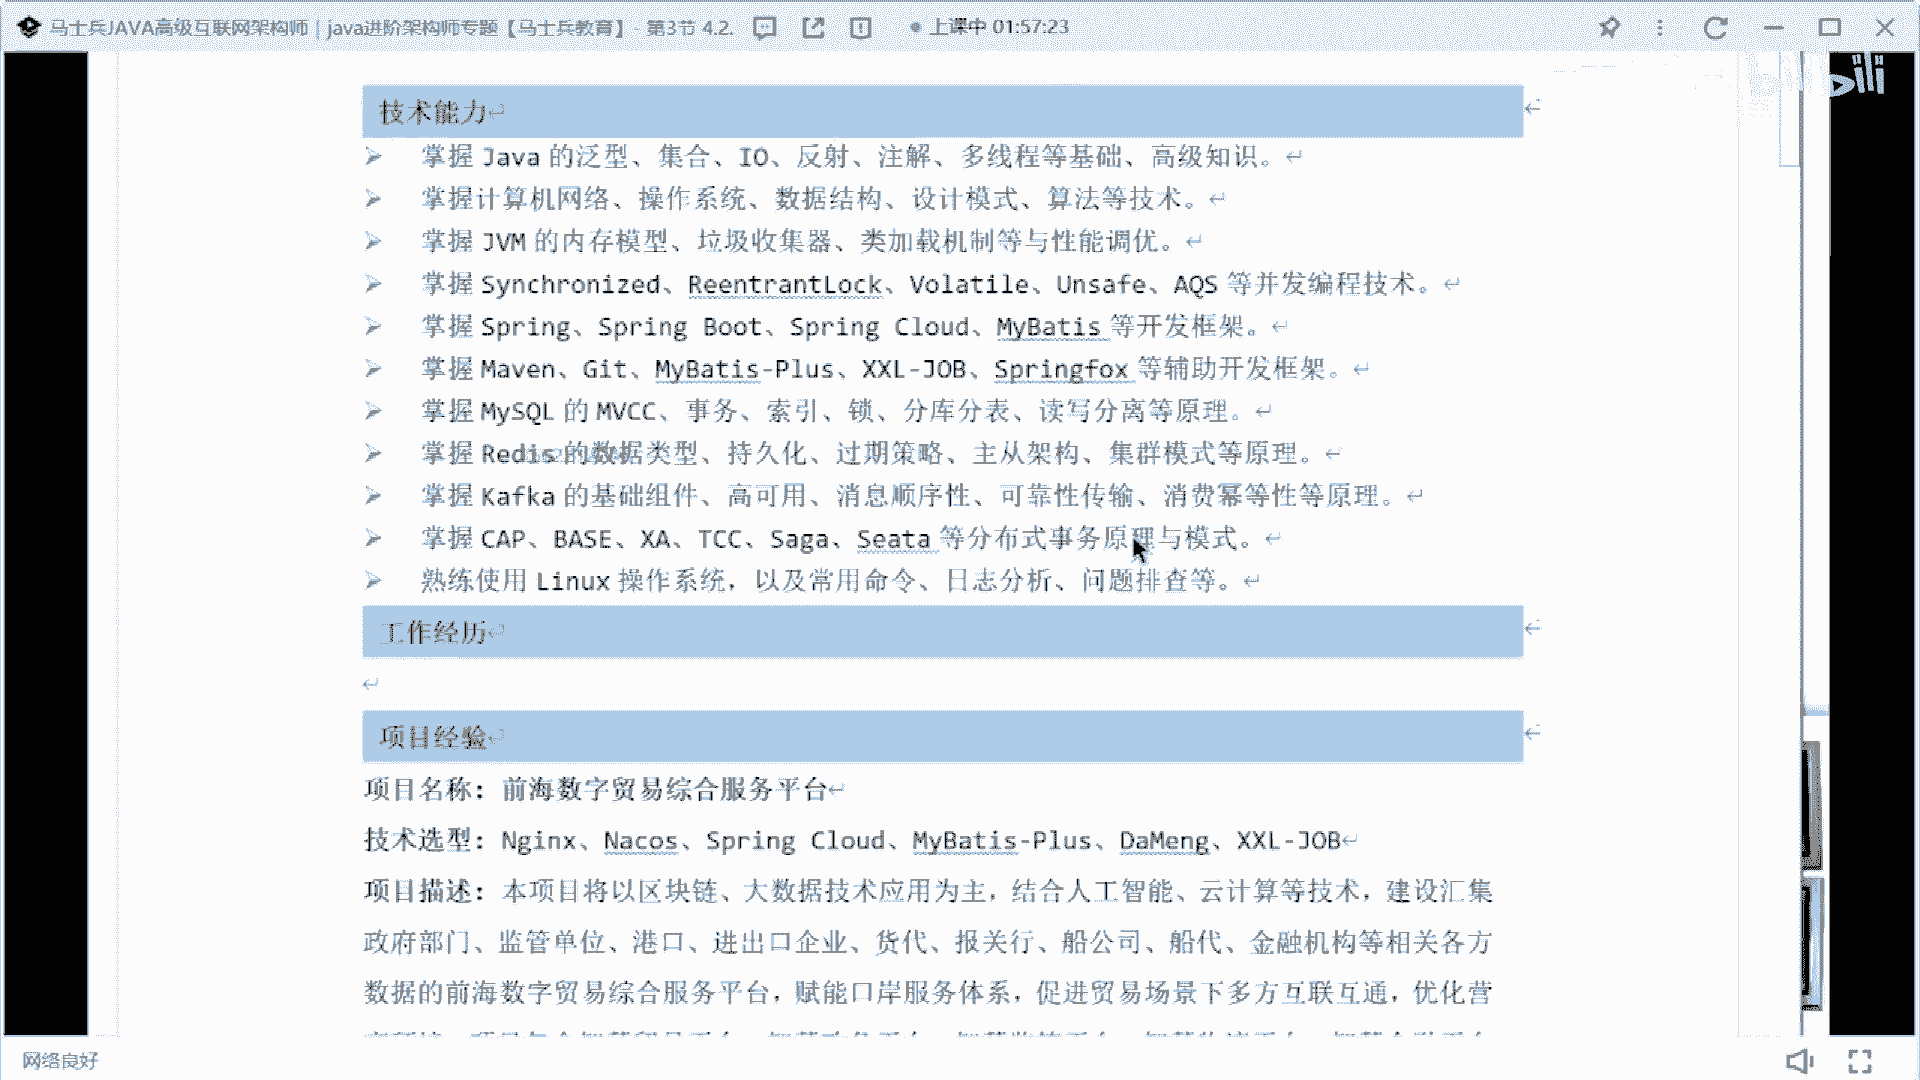 马士兵JAVA高级互联网架构师｜java进阶架构师专题【马士兵教育】- 第3节 4.2. 上课中 01:57:23
技术能力
掌握 Java 的泛型、集合、IO、反射、注解、多线程等基础、高级知识。
掌握计算机网络、操作系统、数据结构、设计模式、算法等技术。
掌握 JVM 的内存模型、垃圾收集器、类加载机制等与性能调优。
掌握 Synchronized、ReentrantLock、Volatile、Unsafe、AQS 等并发编程技术。
掌握 Spring、Spring Boot、Spring Cloud、MyBatis 等开发框架。
掌握 Maven、Git、MyBatis-Plus、XXL-JOB、Springfox 等辅助开发框架。
掌握 MySQL 的 MVCC、事务、索引、锁、分库分表、读写分离等原理。
掌握 Redis 的数据类型、持久化、过期策略、主从架构、集群模式等原理。
掌握 Kafka 的基础组件、高可用、消息顺序性、可靠性传输、消费幂等性等原理。
掌握 CAP、BASE、XA、TCC、Saga、Seata 等分布式事务原理与模式。
熟练使用 Linux 操作系统，以及常用命令、日志分析、问题排查等。
工作经历
项目经验
项目名称：前海数字贸易综合服务平台
技术选型：Nginx、Nacos、Spring Cloud、MyBatis-Plus、DaMeng、XXL-JOB
项目描述：本项目将以区块链、大数据技术应用为主，结合人工智能、云计算等技术，建设汇集
政府部门、监管单位、港口、进出口企业、货代、报关行、船公司、船代、金融机构等相关各方
数据的前海数字贸易综合服务平台，赋能口岸服务体系，促进贸易场景下多方互联互通，优化营
网络良好